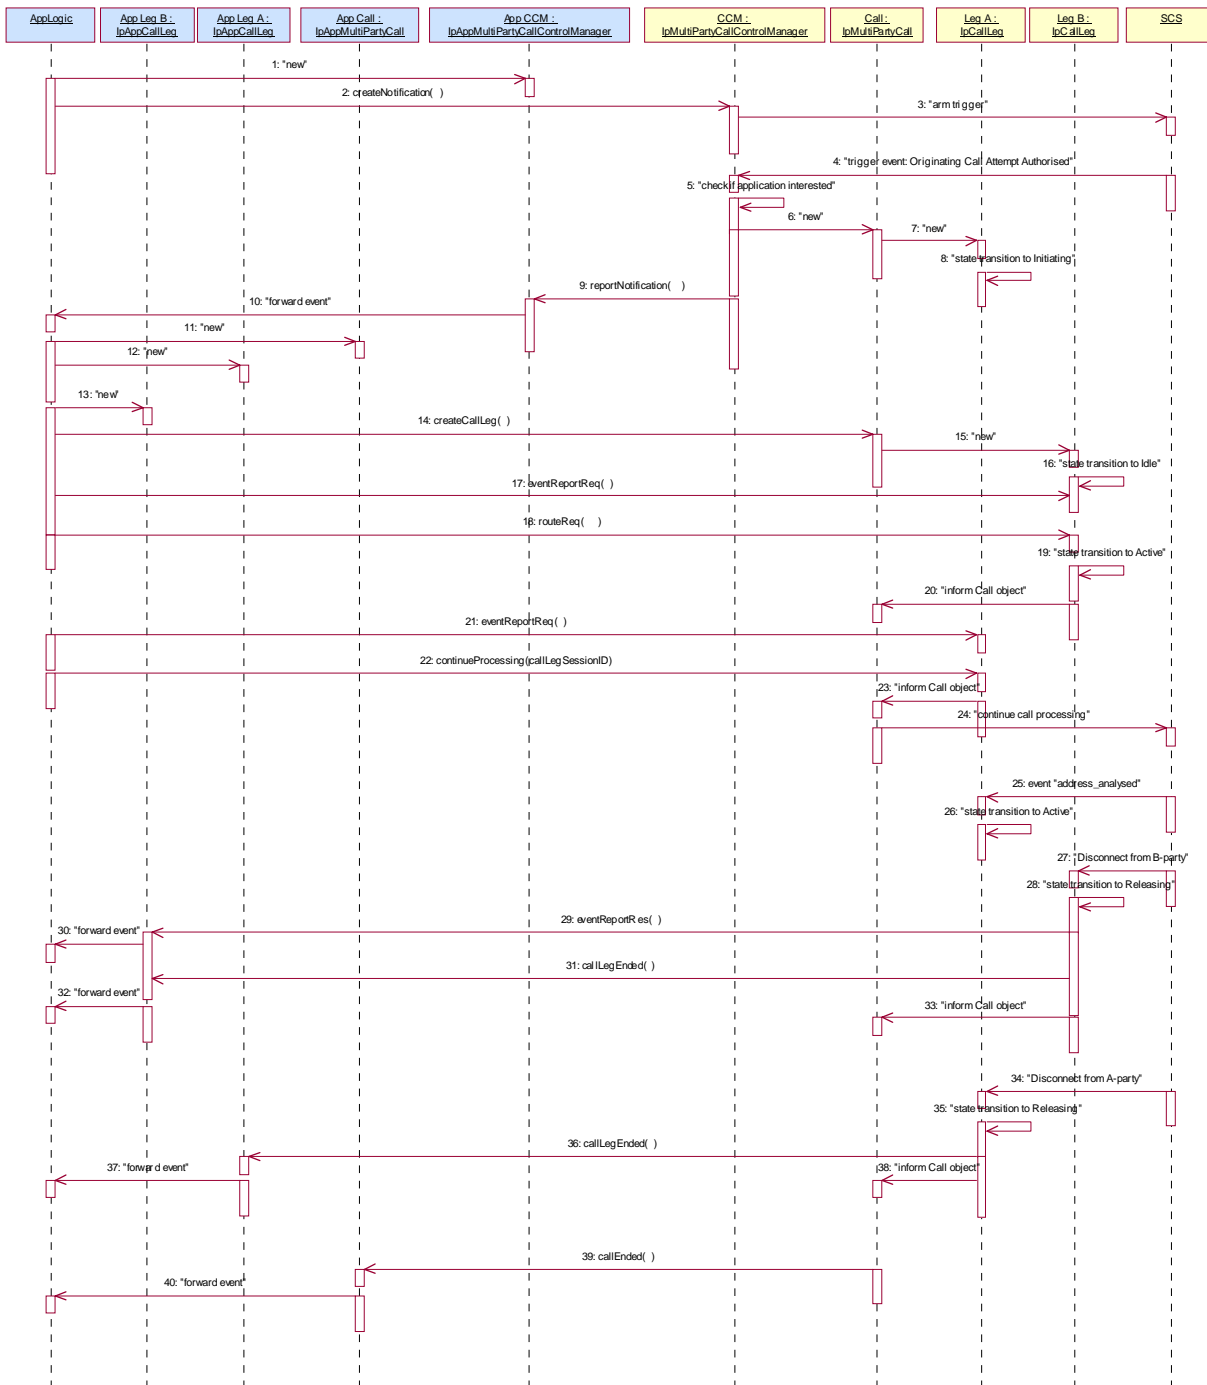 AppLogic
App Leg B :
IpAppCallLeg
App Leg A :
IpAppCallLeg
App Call :
IpAppMultiPartyCall
App CCM :
IpAppMultiPartyCallControlManager
CCM :
IpMultiPartyCallControlManager
Call :
IpMultiPartyCall
Leg A :
IpCallLeg
Leg B :
IpCallLeg
SCS
1: "new"
2: createNotification( )
3: "arm trigger"
4: "trigger event: Originating Call Attempt Authorised"
5: "check if application interested"
6: "new"
7: "new"
8: "state transition to Initiating"
9: reportNotification( )
10: "forward event"
11: "new"
12: "new"
13: "new"
14: createCallLeg( )
15: "new"
16: "state transition to Idle"
17: eventReportReq( )
18: routeReq( )
19: "state transition to Active"
20: "inform Call object"
21: eventReportReq( )
22: continueProcessing(callLegSessionID)
23: "inform Call object"
24: "continue call processing"
25: event "address_analysed"
26: "state transition to Active"
27: "Disconnect from B-party"
28: "state transition to Releasing"
29: eventReportRes( )
30: "forward event"
31: callLegEnded( )
32: "forward event"
33: "inform Call object"
34: "Disconnect from A-party"
35: "state transition to Releasing"
36: callLegEnded( )
37: "forward event"
38: "inform Call object"
39: callEnded( )
40: "forward event"